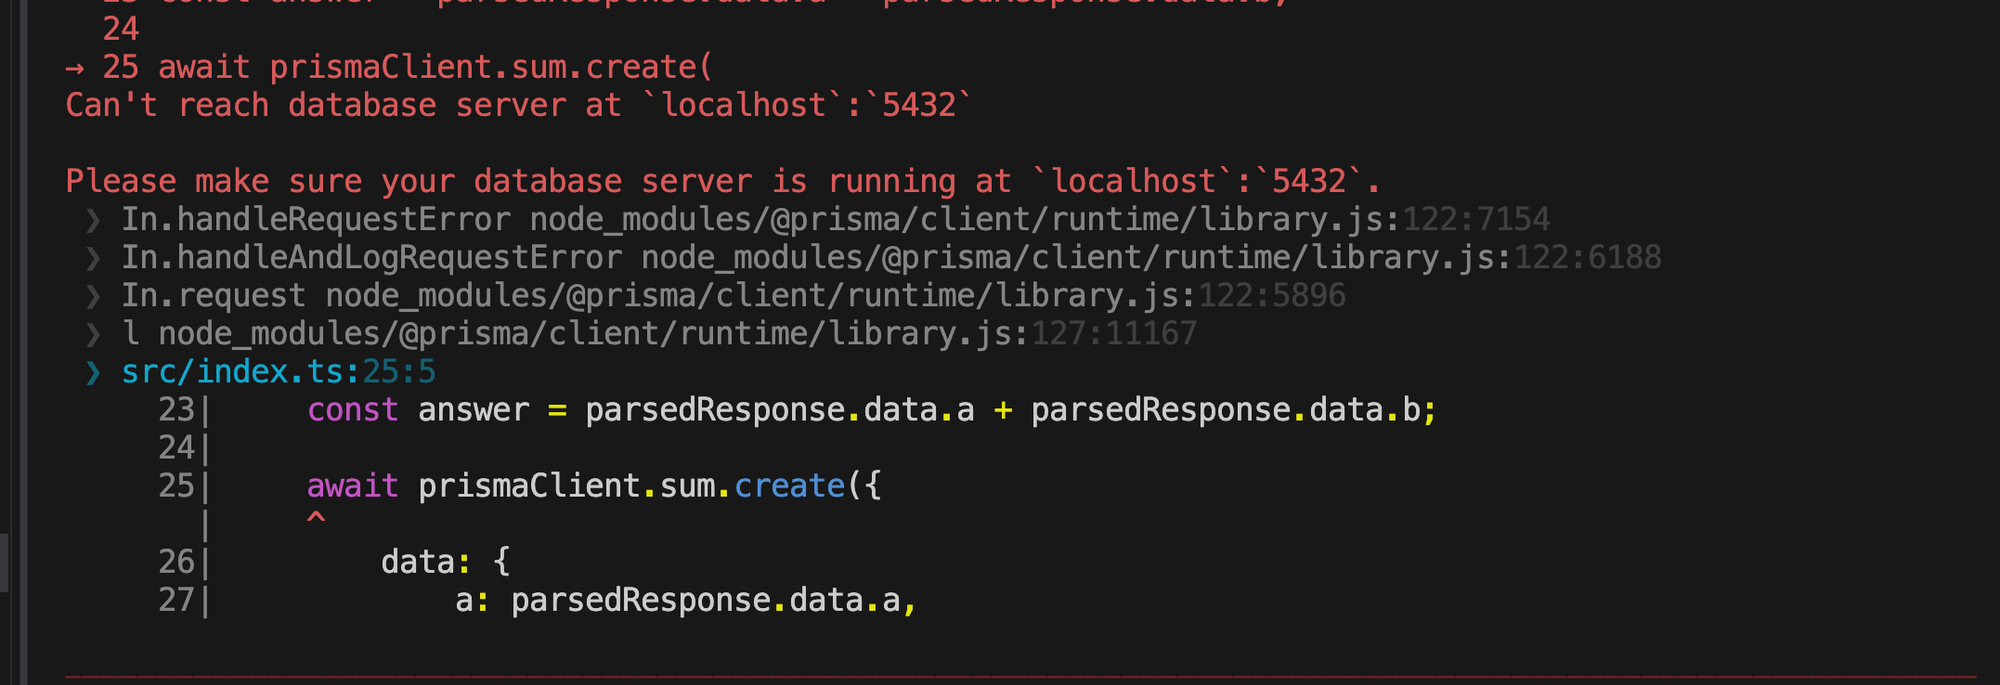 24
→ 25 await prismaClient.sum.create(
Can't reach database server at `localhost`:`5432`
Please make sure your database server is running at `localhost`:`5432`.
❯ In.handleRequestError node_modules/@prisma/client/runtime/library.js:122:7154
❯ In.handleAndLogRequestError node_modules/@prisma/client/runtime/library.js:122:6188
❯ In.request node_modules/@prisma/client/runtime/library.js:122:5896
❯ l node_modules/@prisma/client/runtime/library.js:127:11167
❯ src/index.ts:25:5
23|     const answer = parsedResponse.data.a + parsedResponse.data.b;
24|
25|     await prismaClient.sum.create({
|     ^
26|         data: {
27|             a: parsedResponse.data.a,